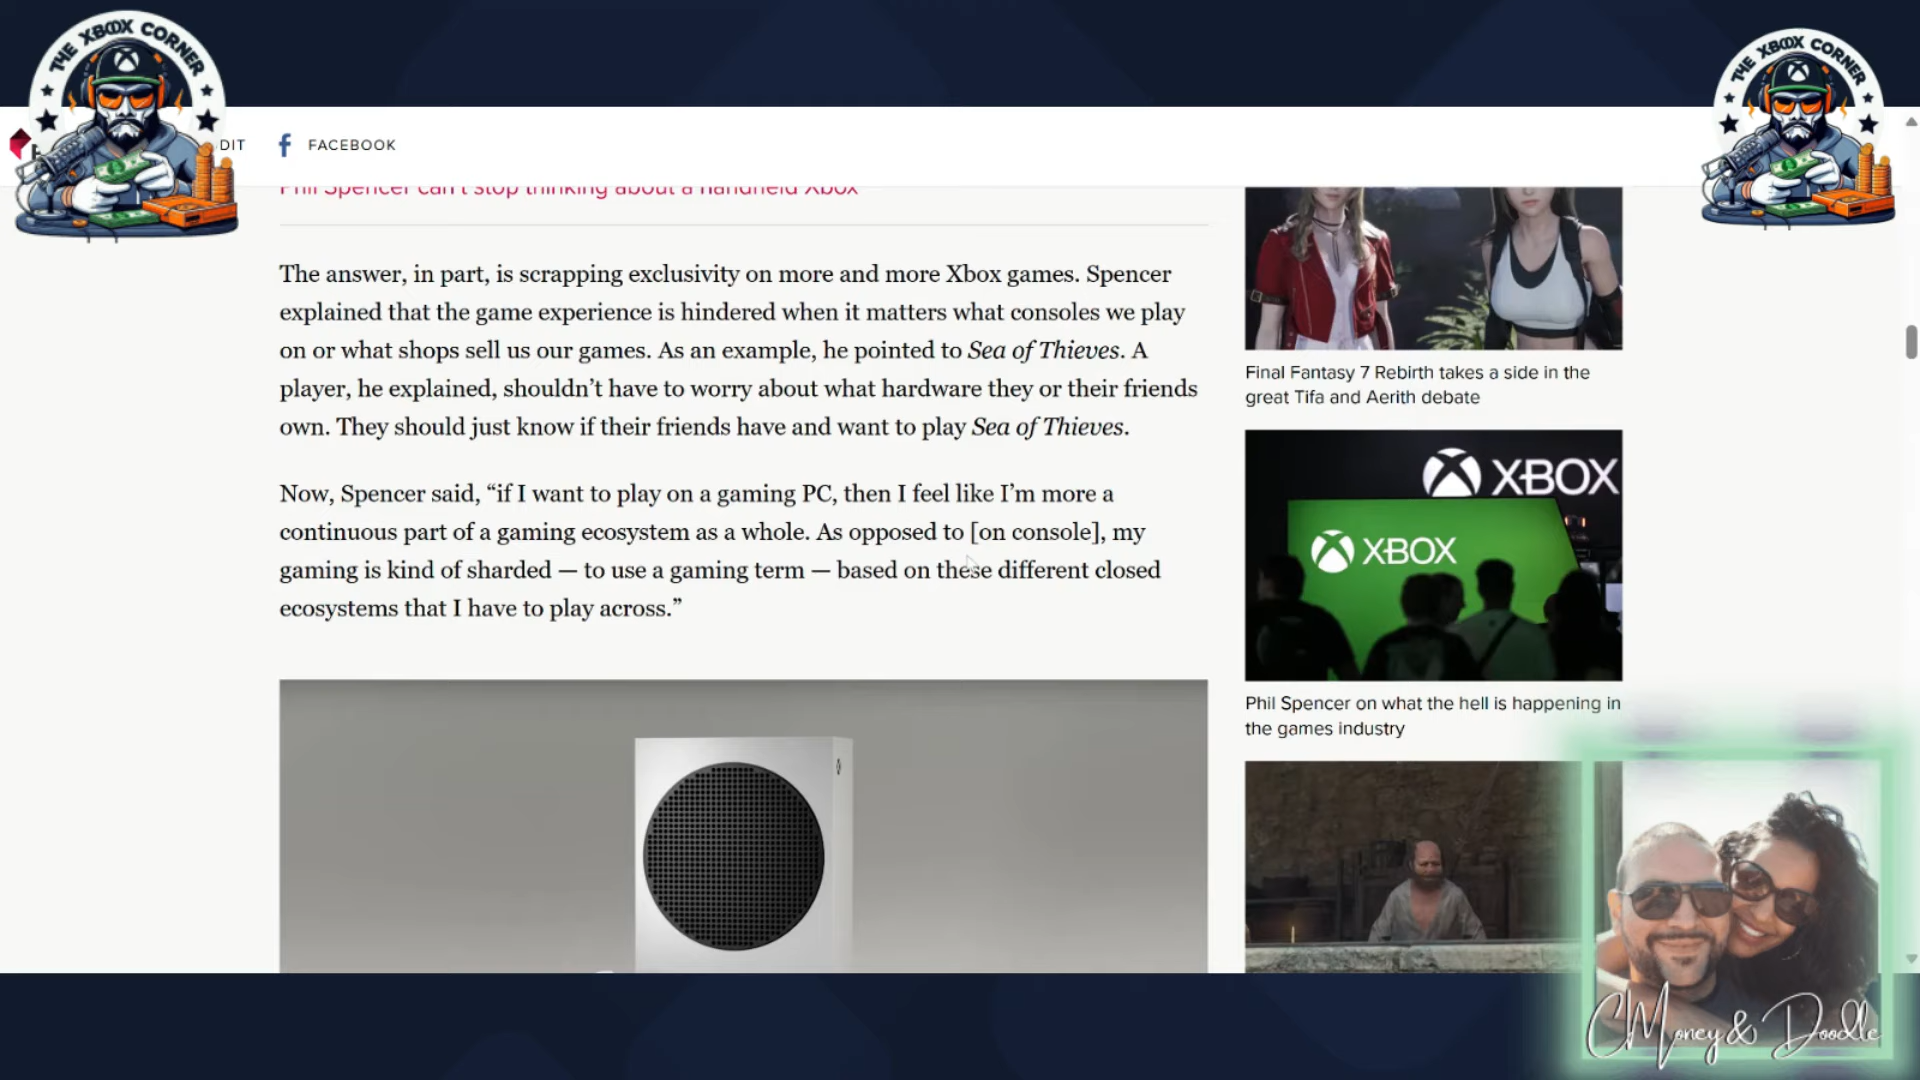 THE XBOX CORNER
THE XBOX CORNER
DIT
FACEBOOK
Phil Spencer can't stop thinking about a handheld Xbox
The answer, in part, is scrapping exclusivity on more and more Xbox games. Spencer
explained that the game experience is hindered when it matters what consoles we play
on or what shops sell us our games. As an example, he pointed to Sea of Thieves. A
player, he explained, shouldn’t have to worry about what hardware they or their friends
own. They should just know if their friends have and want to play Sea of Thieves.
Now, Spencer said, “if I want to play on a gaming PC, then I feel like I’m more a
continuous part of a gaming ecosystem as a whole. As opposed to [on console], my
gaming is kind of sharded — to use a gaming term — based on these different closed
ecosystems that I have to play across.”
Final Fantasy 7 Rebirth takes a side in the
great Tifa and Aerith debate
XBOX
XBOX
Phil Spencer on what the hell is happening in
the games industry
CMoney & Doodle